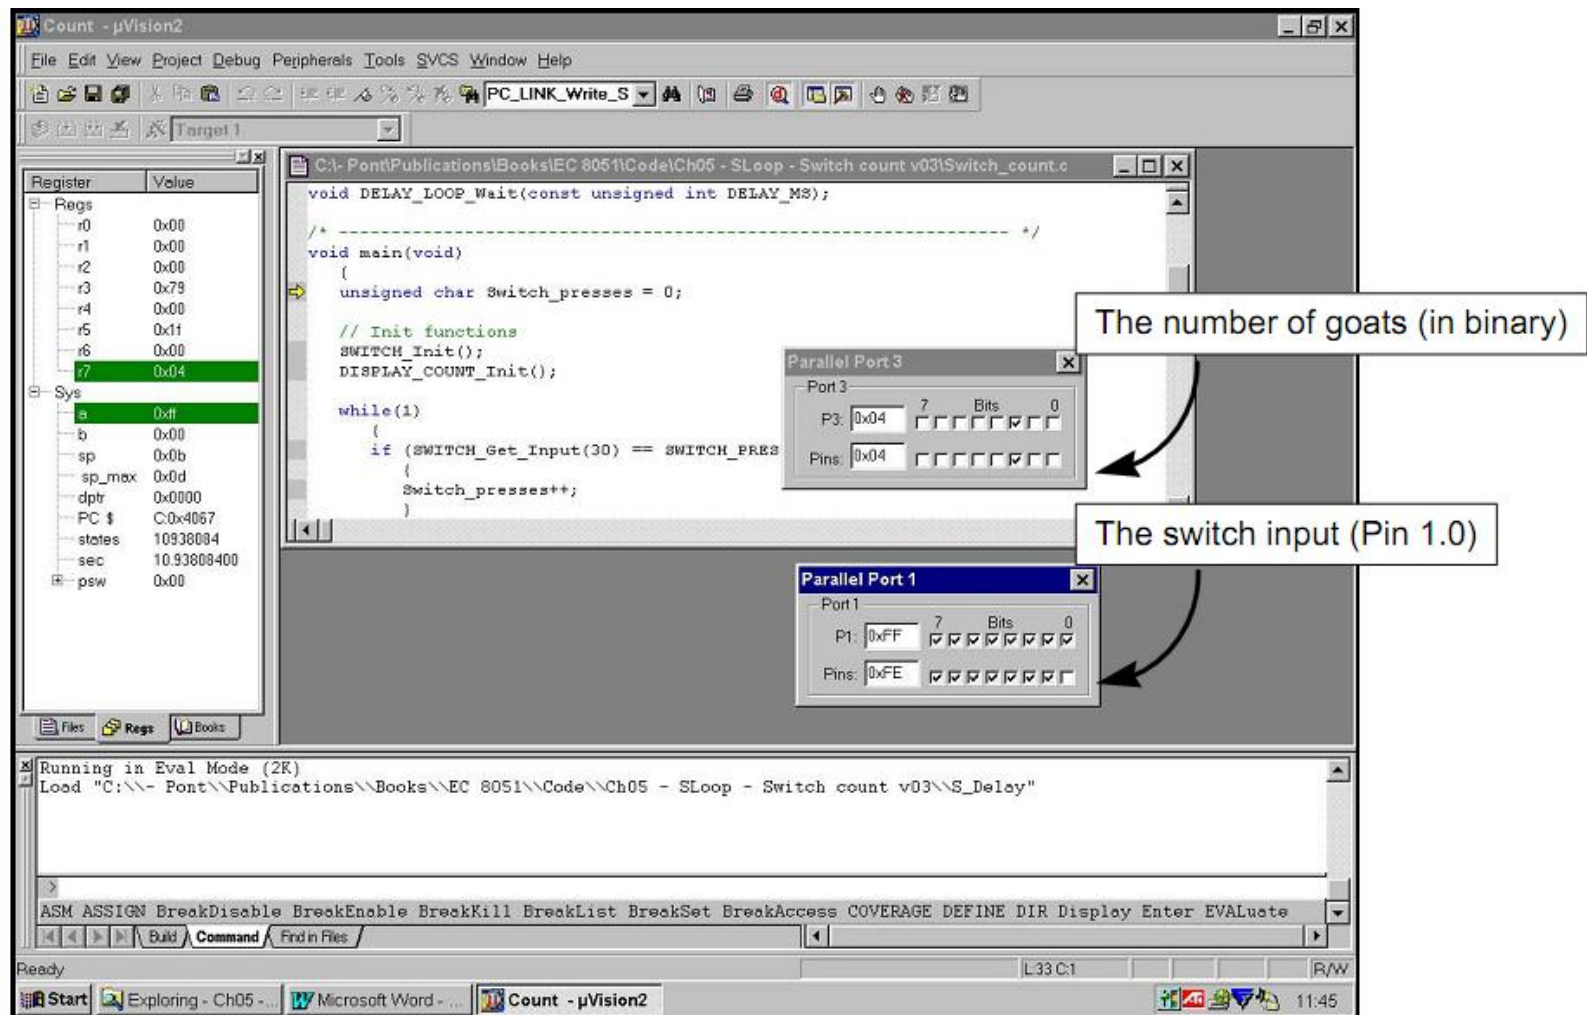 Count - µVision2
File Edit View Project Debug Peripherals Tools SVCS Window Help
PC_LINK_Write_S
Target 1
Register Value
Regs
r0 0x00
r1 0x00
r2 0x00
r3 0x79
r4 0x00
r5 0x1f
r6 0x00
r7 0x04
Sys
a 0xff
b 0x00
sp 0x0b
sp_max 0x0d
dptr 0x0000
PC $ C:0x4067
states 10938084
sec 10.93808400
psw 0x00
Files Regs Books
C:\- Pont\Publications\Books\EC 8051\Code\Ch05 - SLoop - Switch count v03\Switch_count.c
void DELAY_LOOP_Wait(const unsigned int DELAY_MS);
/* ---------------------------------------------------------------- */
void main(void)
{
unsigned char Switch_presses = 0;
// Init functions
SWITCH_Init();
DISPLAY_COUNT_Init();
while(1)
{
if (SWITCH_Get_Input(30) == SWITCH_PRES
{
Switch_presses++;
}
The number of goats (in binary)
Parallel Port 3
Port 3
7 Bits 0
P3: 0x04
Pins: 0x04
The switch input (Pin 1.0)
Parallel Port 1
Port 1
7 Bits 0
P1: 0xFF
Pins: 0xFE
Running in Eval Mode (2K)
Load "C:\\- Pont\\Publications\\Books\\EC 8051\\Code\\Ch05 - SLoop - Switch count v03\\S_Delay"
>
ASM ASSIGN BreakDisable BreakEnable BreakKill BreakList BreakSet BreakAccess COVERAGE DEFINE DIR Display Enter EVALuate
Build Command Find in Files
Ready L:33 C:1 R/W
Start Exploring - Ch05 -... Microsoft Word - ... Count - µVision2 11:45